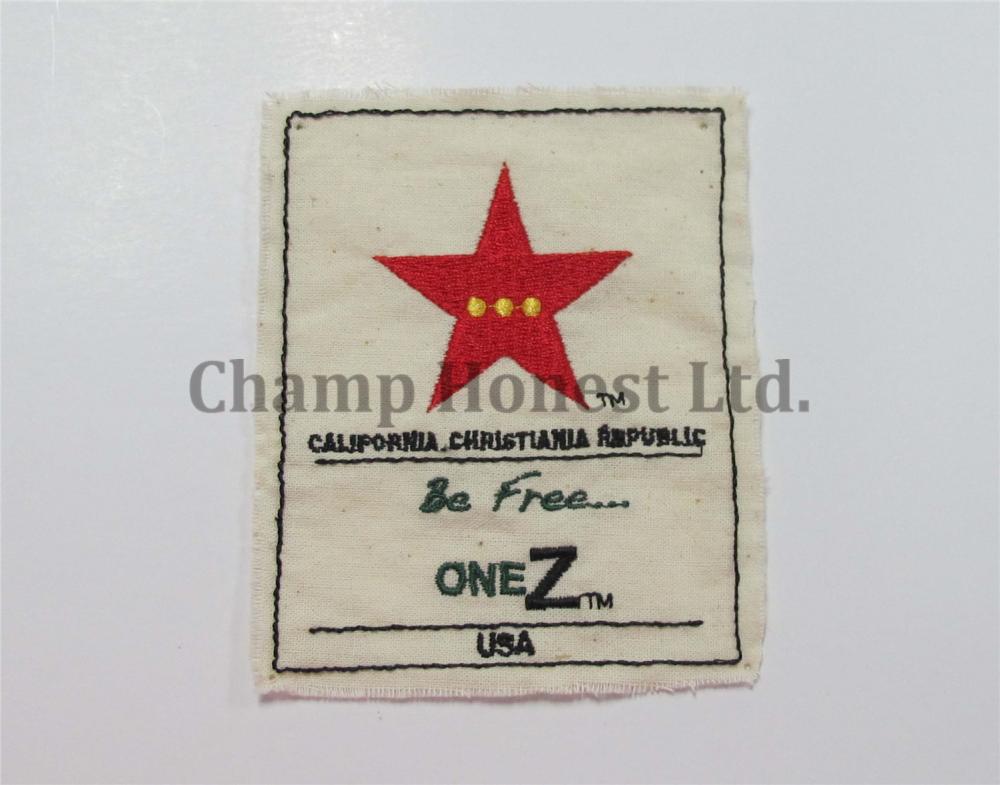 TM
Champ Honest Ltd.
CALIFORNIA CHRISTIANIA REPUBLIC
Be Free...
ONEZ TM
USA